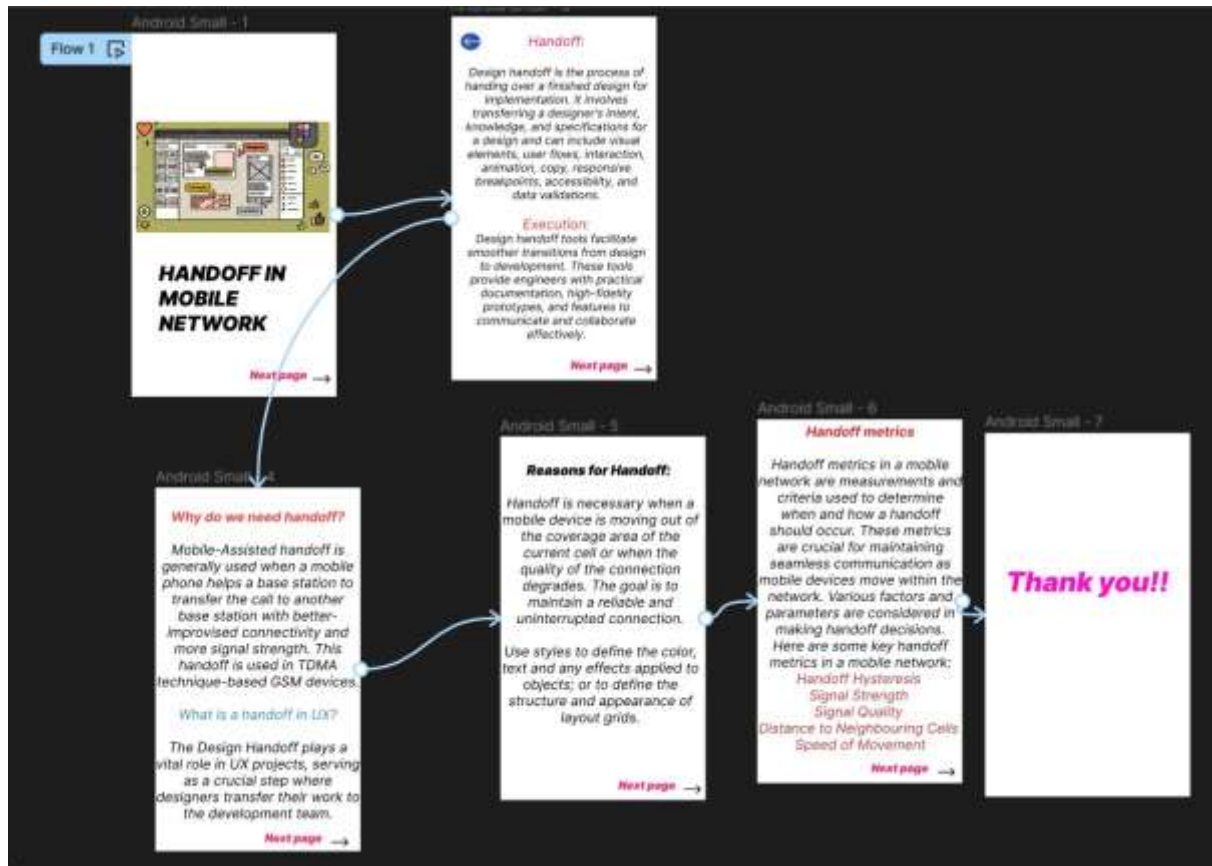 Android Small - 1
Flow 1
HANDOFF IN
MOBILE
NETWORK
Next page
Handoff:
Design handoff is the process of
handing over a finished design for
implementation. It involves
transferring a designer's intent,
knowledge, and specifications for
a design and can include visual
elements, user flows, interaction,
animation, copy, responsive
breakpoints, accessibility, and
data validations.
Execution:
Design handoff tools facilitate
smoother transitions from design
to development. These tools
provide engineers with practical
documentation, high-fidelity
prototypes, and features to
communicate and collaborate
effectively.
Next page
Android Small - 4
Why do we need handoff?
Mobile-Assisted handoff is
generally used when a mobile
phone helps a base station to
transfer the call to another
base station with better-
improvised connectivity and
more signal strength. This
handoff is used in TDMA
technique-based GSM devices.
What is a handoff in UX?
The Design Handoff plays a
vital role in UX projects, serving
as a crucial step where
designers transfer their work to
the development team.
Next page
Android Small - 5
Reasons for Handoff:
Handoff is necessary when a
mobile device is moving out of
the coverage area of the
current cell or when the
quality of the connection
degrades. The goal is to
maintain a reliable and
uninterrupted connection.
Use styles to define the color,
text and any effects applied to
objects; or to define the
structure and appearance of
layout grids.
Next page
Android Small - 6
Handoff metrics
Handoff metrics in a mobile
network are measurements and
criteria used to determine
when and how a handoff
should occur. These metrics
are crucial for maintaining
seamless communication as
mobile devices move within the
network. Various factors and
parameters are considered in
making handoff decisions.
Here are some key handoff
metrics in a mobile network:
Handoff Hysteresis
Signal Strength
Signal Quality
Distance to Neighbouring Cells
Speed of Movement
Next page
Android Small - 7
Thank you!!